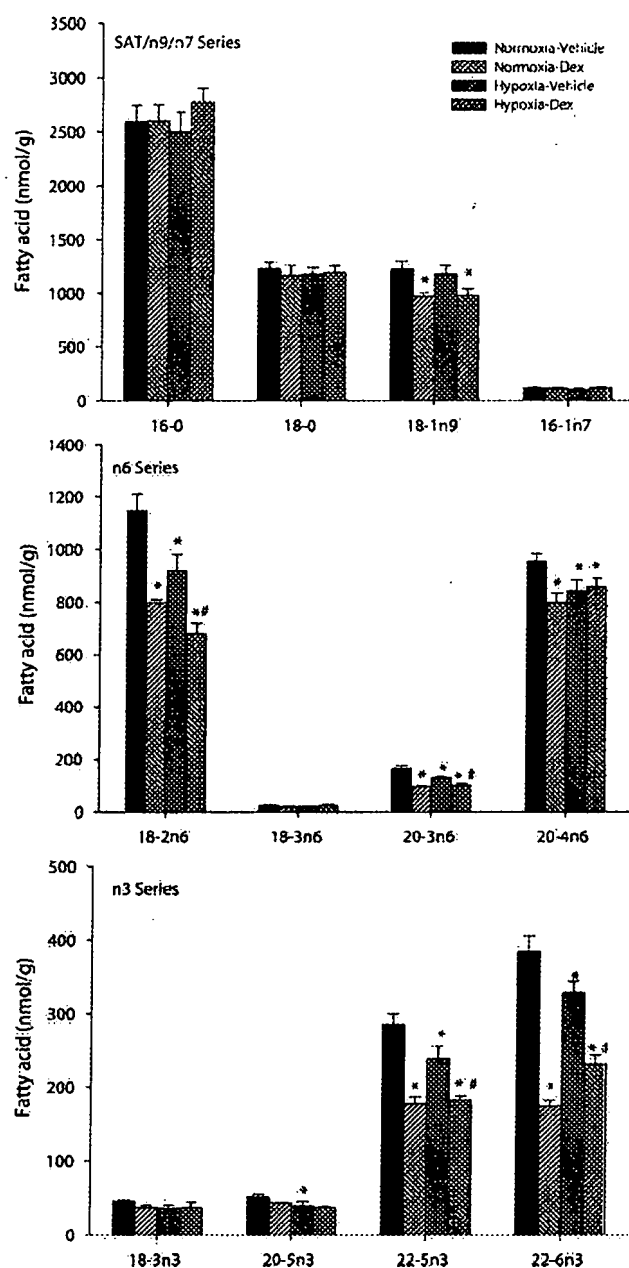 SAT/n9/n7 Series
Normoxia-Vehicle
Normoxia-Dex
Hypoxia-Vehicle
Hypoxia-Dex
Fatty acid (nmol/g)
3500
3000
2500
2000
1500
1000
500
0
* *
16-0 18-0 18-1n9 16-1n7
n6 Series
Fatty acid (nmol/g)
1400
1200
1000
800
600
400
200
0
* * *# * * *# * * *
18-2n6 18-3n6 20-3n6 20-4n6
n3 Series
Fatty acid (nmol/g)
500
400
300
200
100
0
* * * *# * * *#
18-3n3 20-5n3 22-5n3 22-6n3